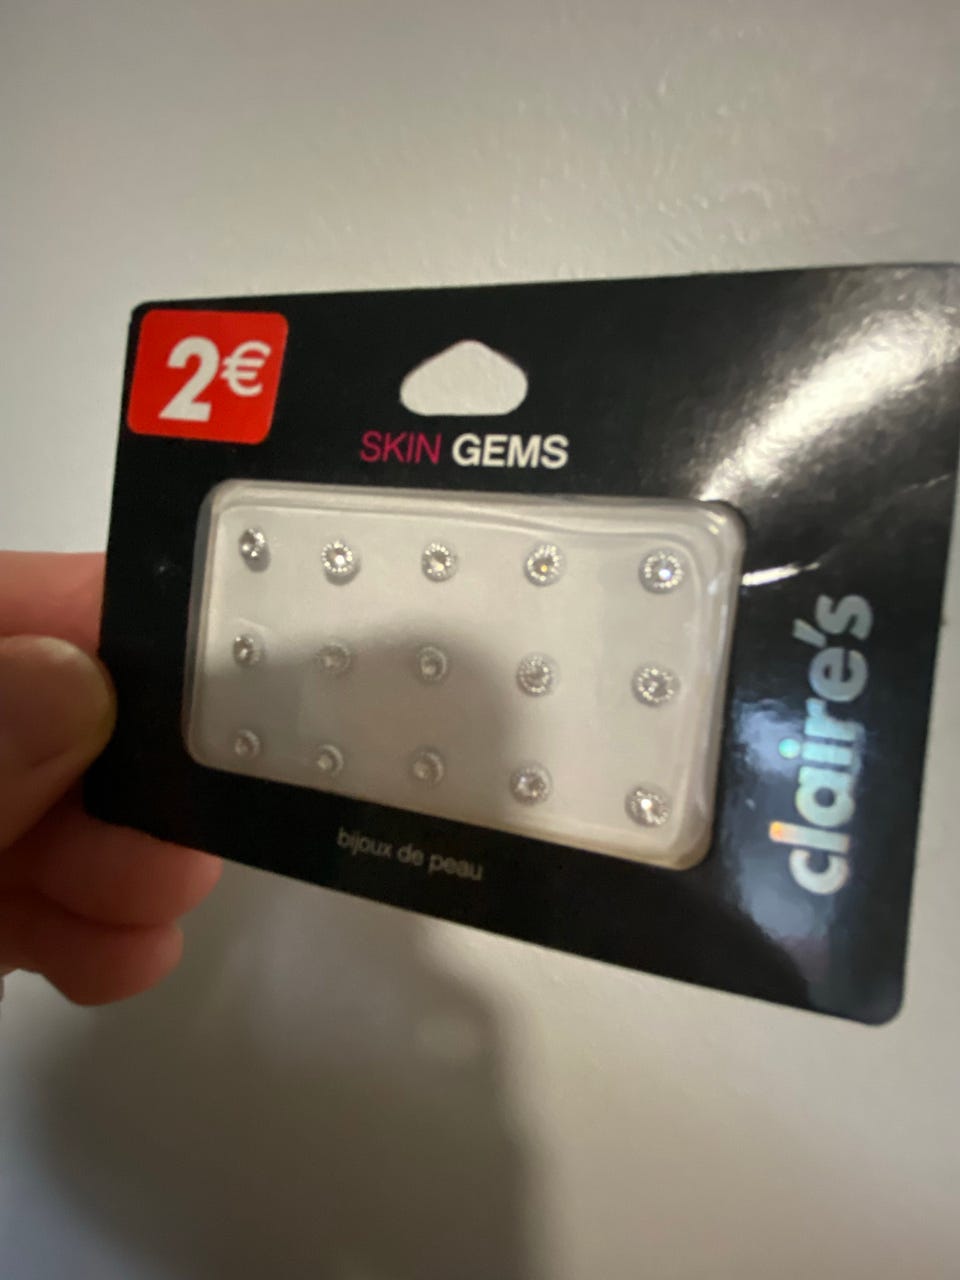 2€
SKIN GEMS
claire's
bijoux de peau